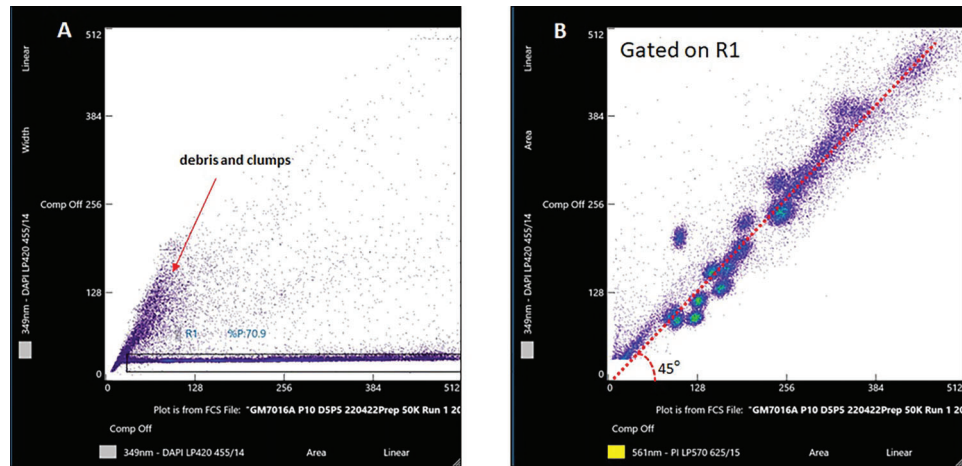 A
512
Linear
384
Width
debris and clumps
Comp Off 256
349nm - DAPI LP420 455/14
128
R1 %P:70.9
0
0 128 256 384 512
Plot is from FCS File: "GM7016A P10 D5P5 220422Prep 50K Run 1 20
Comp Off
349nm - DAPI LP420 455/14 Area Linear
B
512
Gated on R1
Linear
384
Area
Comp Off 256
349nm - DAPI LP420 455/14
128
45°
0
0 128 256 384 512
Plot is from FCS File: "GM7016A P10 D5P5 220422Prep 50K Run 1 20
Comp Off
561nm - PI LP570 625/15 Area Linear